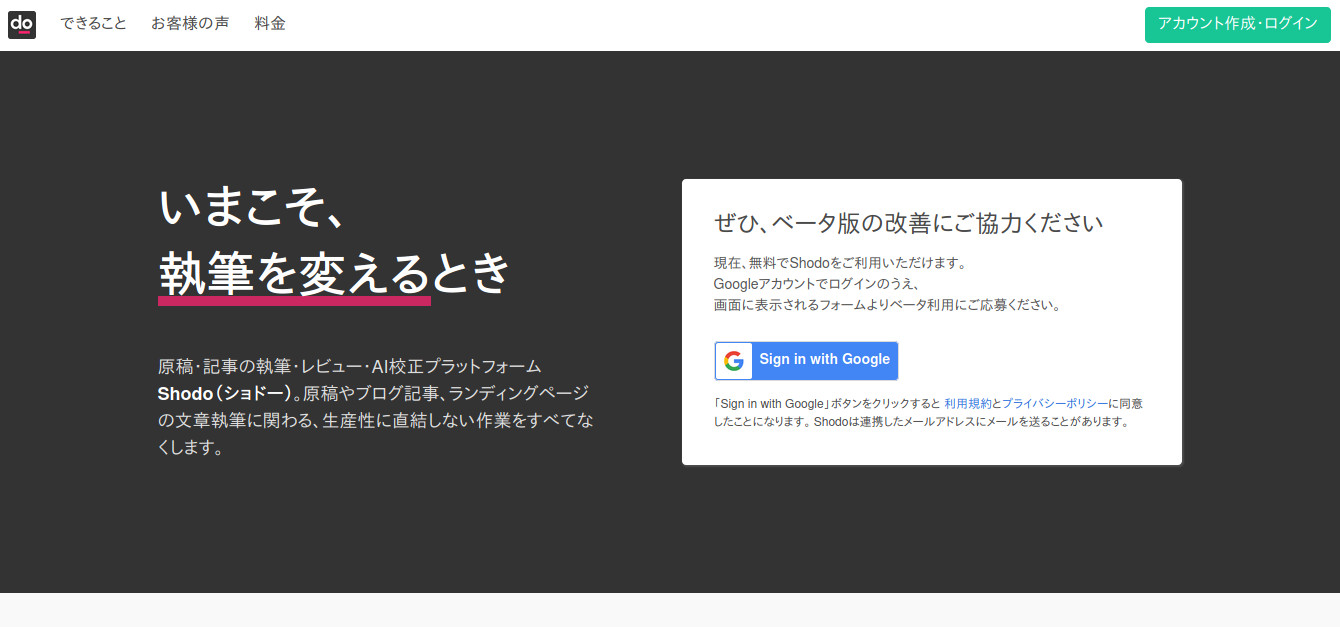 do
できること
お客様の声
料金
アカウント作成・ログイン
いまこそ、
執筆を変えるとき
原稿・記事の執筆・レビュー・AI校正プラットフォーム
Shodo（ショドー）。原稿やブログ記事、ランディングページ
の文章執筆に関わる、生産性に直結しない作業をすべてな
くします。
ぜひ、ベータ版の改善にご協力ください
現在、無料でShodoをご利用いただけます。
Googleアカウントでログインのうえ、
画面に表示されるフォームよりベータ利用にご応募ください。
Sign in with Google
「Sign in with Google」ボタンをクリックすると 利用規約とプライバシーポリシーに同意
したことになります。Shodoは連携したメールアドレスにメールを送ることがあります。